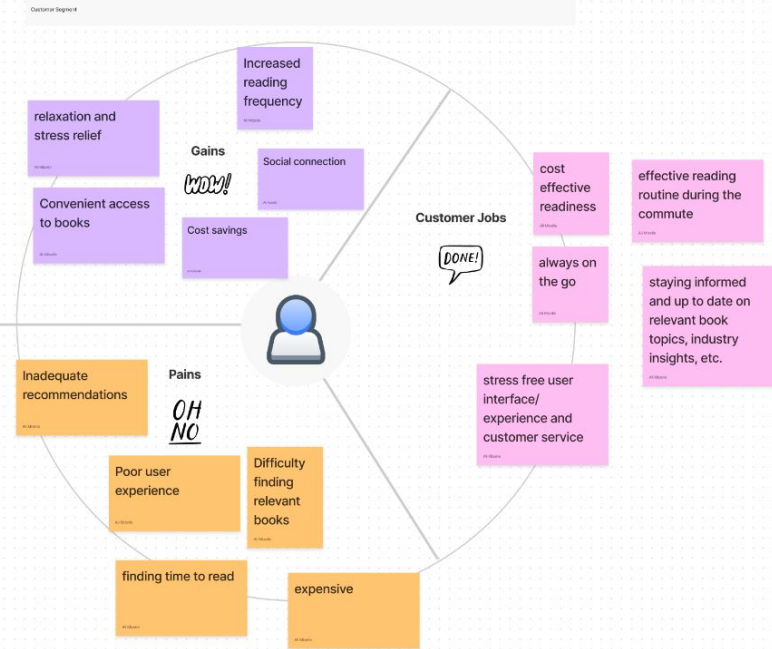 Customer Segment
Increased
reading
frequency
relaxation and
stress relief
Gains
WOW!
Social connection
Convenient access
to books
Cost savings
Customer Jobs
DONE!
cost
effective
readiness
effective reading
routine during the
commute
always on
the go
staying informed
and up to date on
relevant book
topics, industry
insights, etc.
stress free user
interface/
experience and
customer service
Inadequate
recommendations
Pains
OH
NO
Poor user
experience
Difficulty
finding
relevant
books
finding time to read
expensive